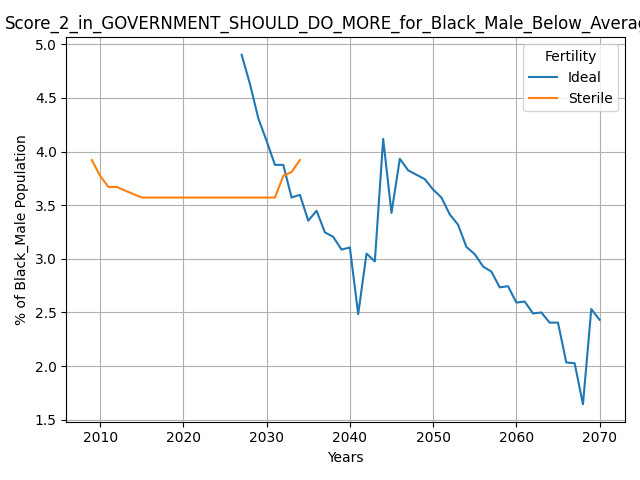 Score_2_in_GOVERNMENT_SHOULD_DO_MORE_for_Black_Male_Below_Averag
Fertility
Ideal
Sterile
5.0
4.5
4.0
3.5
3.0
2.5
2.0
1.5
% of Black_Male Population
2010 2020 2030 2040 2050 2060 2070
Years